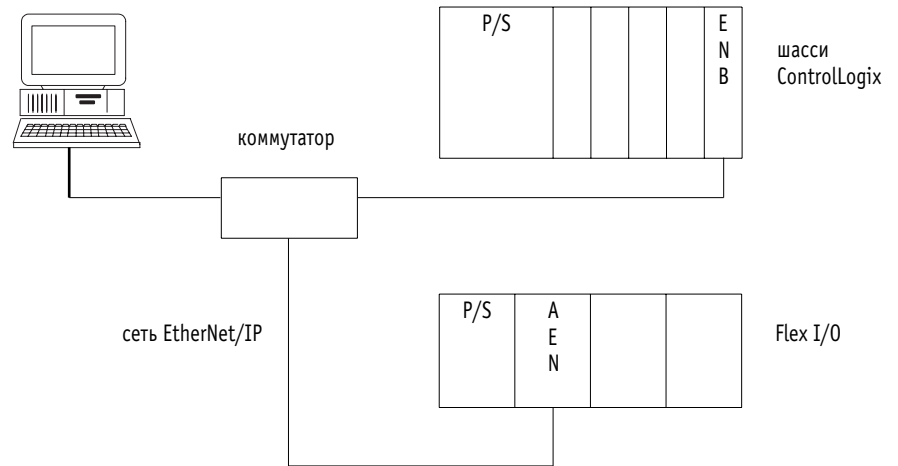 P/S
E
N
B
шасси
ControlLogix
коммутатор
сеть EtherNet/IP
P/S
A
E
N
Flex I/O